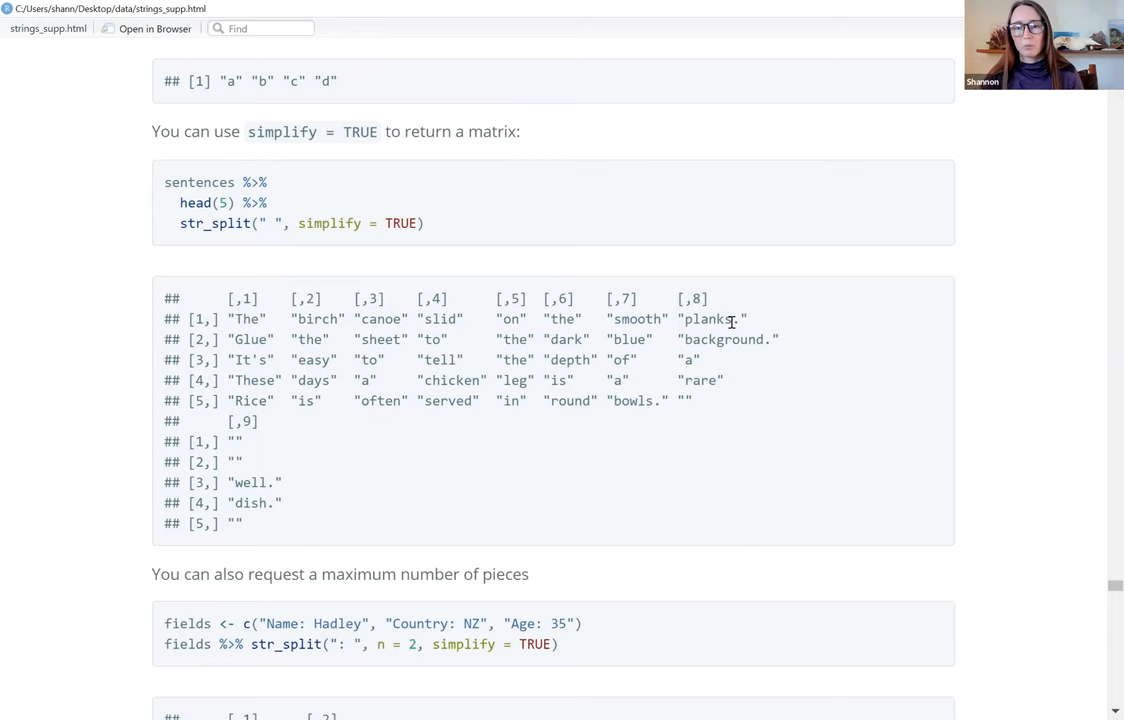 C:/Users/shann/Desktop/data/strings_supp.html
strings_supp.html Open in Browser Find
Shannon
## [1] "a" "b" "c" "d"
You can use simplify = TRUE to return a matrix:
sentences %>%
head(5) %>%
str_split(" ", simplify = TRUE)
## [,1] [,2] [,3] [,4] [,5] [,6] [,7] [,8]
## [1,] "The" "birch" "canoe" "slid" "on" "the" "smooth" "planks."
## [2,] "Glue" "the" "sheet" "to" "the" "dark" "blue" "background."
## [3,] "It's" "easy" "to" "tell" "the" "depth" "of" "a"
## [4,] "These" "days" "a" "chicken" "leg" "is" "a" "rare"
## [5,] "Rice" "is" "often" "served" "in" "round" "bowls." ""
## [,9]
## [1,] ""
## [2,] ""
## [3,] "well."
## [4,] "dish."
## [5,] ""
You can also request a maximum number of pieces
fields <- c("Name: Hadley", "Country: NZ", "Age: 35")
fields %>% str_split(": ", n = 2, simplify = TRUE)
## [,1] [,2]